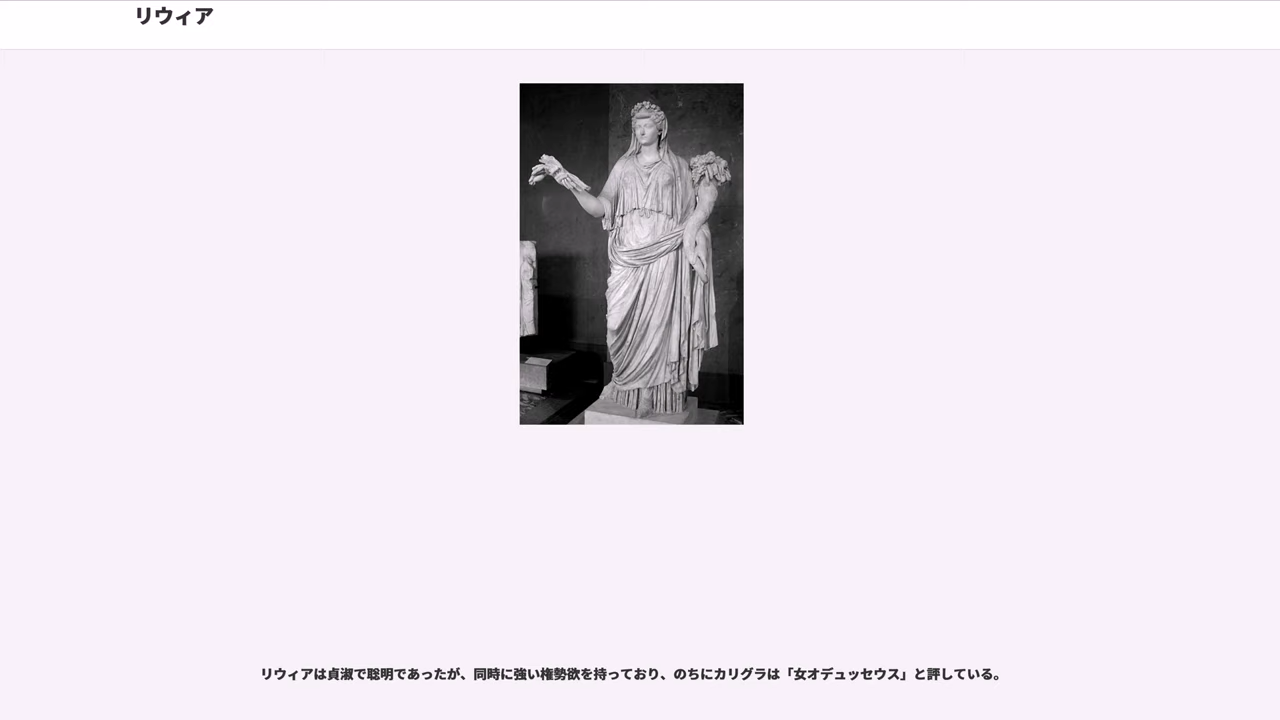 リウィア
リウィアは貞淑で聡明であったが、同時に強い権勢欲を持っており、のちにカリグラは「女オデュッセウス」と評している。